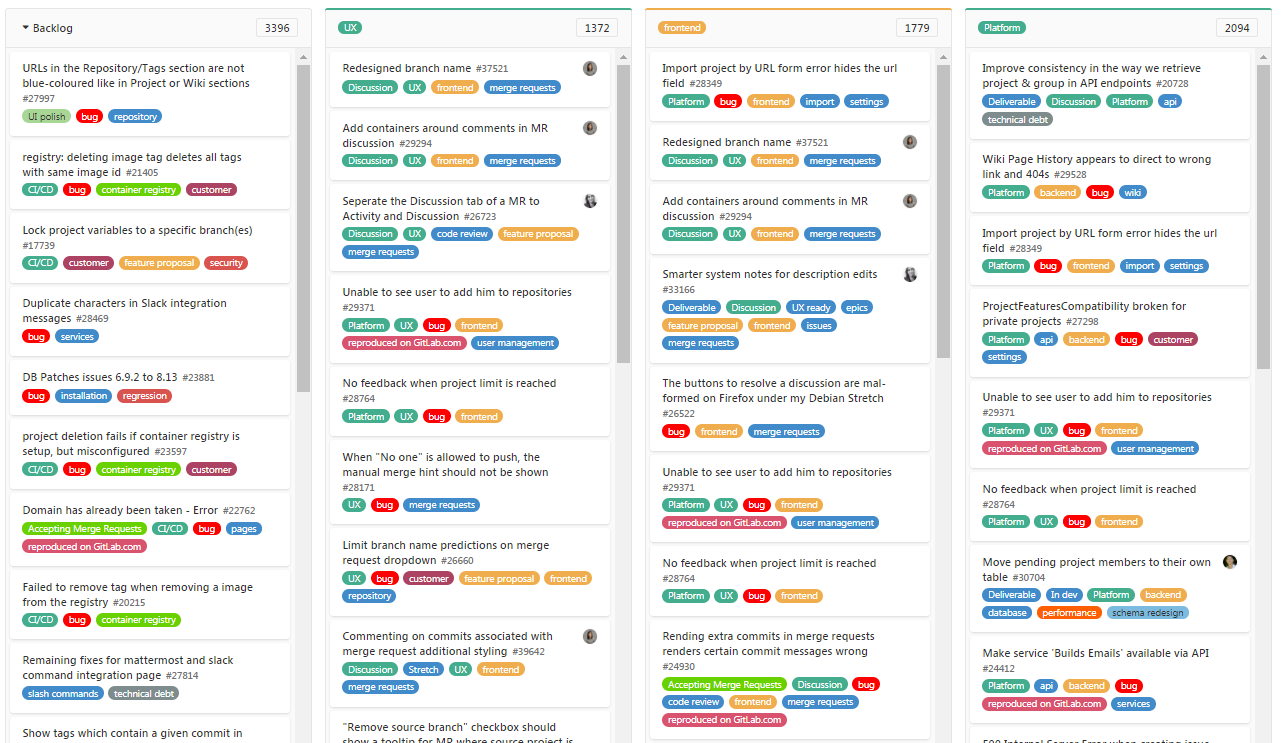 Backlog 3396
URLs in the Repository/Tags section are not
blue-coloured like in Project or Wiki sections
#27997
UI polish bug repository
registry: deleting image tag deletes all tags
with same image id #21405
CI/CD bug container registry customer
Lock project variables to a specific branch(es)
#17739
CI/CD customer feature proposal security
Duplicate characters in Slack integration
messages #28469
bug services
DB Patches issues 6.9.2 to 8.13 #23881
bug installation regression
project deletion fails if container registry is
setup, but misconfigured #23597
CI/CD bug container registry customer
Domain has already been taken - Error #22762
Accepting Merge Requests CI/CD bug pages
reproduced on GitLab.com
Failed to remove tag when removing a image
from the registry #20215
CI/CD bug container registry
Remaining fixes for mattermost and slack
command integration page #27814
slash commands technical debt
Show tags which contain a given commit in
UX 1372
Redesigned branch name #37521
Discussion UX frontend merge requests
Add containers around comments in MR
discussion #29294
Discussion UX frontend merge requests
Seperate the Discussion tab of a MR to
Activity and Discussion #26723
Discussion UX code review feature proposal
merge requests
Unable to see user to add him to repositories
#29371
Platform UX bug frontend
reproduced on GitLab.com user management
No feedback when project limit is reached
#28764
Platform UX bug frontend
When "No one" is allowed to push, the
manual merge hint should not be shown
#28171
UX bug merge requests
Limit branch name predictions on merge
request dropdown #26660
UX bug customer feature proposal frontend
repository
Commenting on commits associated with
merge request additional styling #39642
Discussion Stretch UX frontend
merge requests
"Remove source branch" checkbox should
show a tooltip for MR where source project is
frontend 1779
Import project by URL form error hides the url
field #28349
Platform bug frontend import settings
Redesigned branch name #37521
Discussion UX frontend merge requests
Add containers around comments in MR
discussion #29294
Discussion UX frontend merge requests
Smarter system notes for description edits
#33166
Deliverable Discussion UX ready epics
feature proposal frontend issues
merge requests
The buttons to resolve a discussion are mal-
formed on Firefox under my Debian Stretch
#26522
bug frontend merge requests
Unable to see user to add him to repositories
#29371
Platform UX bug frontend
reproduced on GitLab.com user management
No feedback when project limit is reached
#28764
Platform UX bug frontend
Rending extra commits in merge requests
renders certain commit messages wrong
#24930
Accepting Merge Requests Discussion bug
code review frontend merge requests
reproduced on GitLab.com
Platform 2094
Improve consistency in the way we retrieve
project & group in API endpoints #20728
Deliverable Discussion Platform api
technical debt
Wiki Page History appears to direct to wrong
link and 404s #29528
Platform backend bug wiki
Import project by URL form error hides the url
field #28349
Platform bug frontend import settings
ProjectFeaturesCompatibility broken for
private projects #27298
Platform api backend bug customer
settings
Unable to see user to add him to repositories
#29371
Platform UX bug frontend
reproduced on GitLab.com user management
No feedback when project limit is reached
#28764
Platform UX bug frontend
Move pending project members to their own
table #30704
Deliverable In dev Platform backend
database performance schema redesign
Make service 'Builds Emails' available via API
#24412
Platform api backend bug
reproduced on GitLab.com services
500 Internal Server Error when creating issue